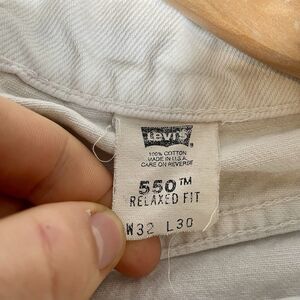 Levi's
®
100% COTTON
MADE IN U.S.A.
CARE ON REVERSE
550™
RELAXED FIT
W32 L30